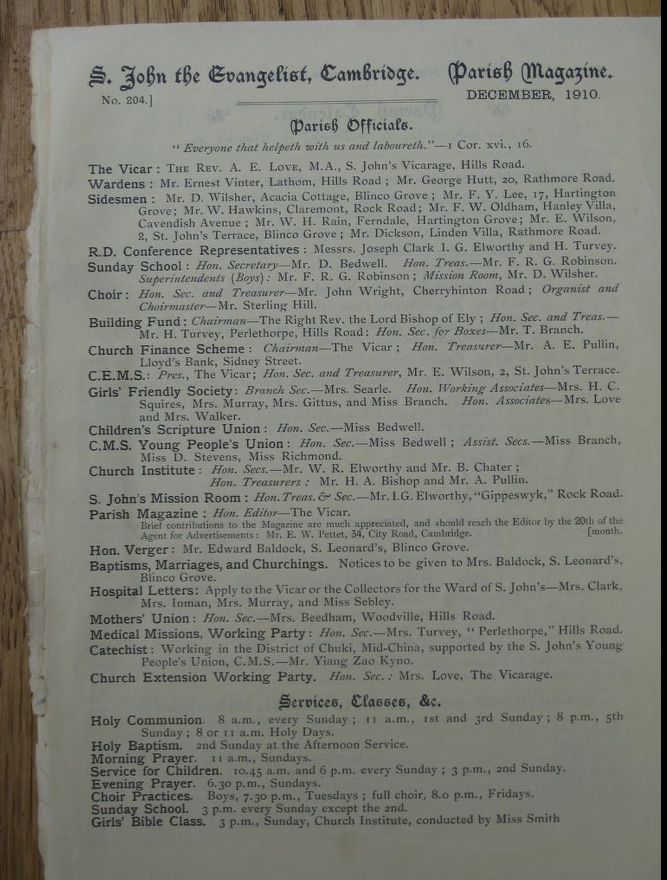 S. John the Evangelist, Cambridge. Parish Magazine.
No. 204.] DECEMBER, 1910.
Parish Officials.
" Everyone that helpeth with us and laboureth."—1 Cor. xvi., 16.
The Vicar : THE REV. A. E. LOVE, M.A., S. John's Vicarage, Hills Road.
Wardens : Mr. Ernest Vinter, Lathom, Hills Road ; Mr. George Hutt, 20, Rathmore Road.
Sidesmen : Mr. D. Wilsher, Acacia Cottage, Blinco Grove ; Mr. F. Y. Lee, 17, Hartington
Grove; Mr. W. Hawkins, Claremont, Rock Road; Mr. F. W. Oldham, Hanley Villa,
Cavendish Avenue ; Mr. W. H. Rain, Ferndale, Hartington Grove; Mr. E. Wilson,
2, St. John's Terrace, Blinco Grove ; Mr. Dickson, Linden Villa, Rathmore Road.
R.D. Conference Representatives : Messrs. Joseph Clark I. G. Elworthy and H. Turvey.
Sunday School : Hon. Secretary—Mr. D. Bedwell. Hon. Treas.—Mr. F. R. G. Robinson.
Superintendents (Boys): Mr. F. R. G. Robinson ; Mission Room, Mr. D. Wilsher.
Choir : Hon. Sec. and Treasurer—Mr. John Wright, Cherryhinton Road ; Organist and
Choirmaster—Mr. Sterling Hill.
Building Fund : Chairman—The Right Rev. the Lord Bishop of Ely ; Hon. Sec. and Treas.—
Mr. H. Turvey, Perlethorpe, Hills Road : Hon. Sec. for Boxes—Mr. T. Branch.
Church Finance Scheme : Chairman—The Vicar ; Hon. Treasurer—Mr. A. E. Pullin,
Lloyd's Bank, Sidney Street.
C.E.M.S.: Pres., The Vicar ; Hon. Sec. and Treasurer, Mr. E. Wilson, 2, St. John's Terrace.
Girls' Friendly Society: Branch Sec.—Mrs. Searle. Hon. Working Associates—Mrs. H. C.
Squires, Mrs. Murray, Mrs. Gittus, and Miss Branch. Hon. Associates—Mrs. Love
and Mrs. Walker.
Children's Scripture Union : Hon. Sec.—Miss Bedwell.
C.M.S. Young People's Union : Hon. Sec.—Miss Bedwell ; Assist. Secs.—Miss Branch,
Miss D. Stevens, Miss Richmond.
Church Institute : Hon. Secs.—Mr. W. R. Elworthy and Mr. B. Chater ;
Hon. Treasurers : Mr. H. A. Bishop and Mr. A. Pullin.
S. John's Mission Room : Hon. Treas. & Sec.—Mr. I.G. Elworthy, "Gippeswyk," Rock Road.
Parish Magazine : Hon. Editor—The Vicar.
Brief contributions to the Magazine are much appreciated, and should reach the Editor by the 20th of the
Agent for Advertisements : Mr. E. W. Pettet, 34, City Road, Cambridge. [month.
Hon. Verger : Mr. Edward Baldock, S. Leonard's, Blinco Grove.
Baptisms, Marriages, and Churchings. Notices to be given to Mrs. Baldock, S. Leonard's,
Blinco Grove.
Hospital Letters: Apply to the Vicar or the Collectors for the Ward of S. John's—Mrs. Clark,
Mrs. Inman, Mrs. Murray, and Miss Sebley.
Mothers' Union : Hon. Sec.—Mrs. Beedham, Woodville, Hills Road.
Medical Missions, Working Party : Hon. Sec.—Mrs. Turvey, " Perlethorpe," Hills Road.
Catechist : Working in the District of Chuki, Mid-China, supported by the S. John's Young
People's Union, C.M.S.—Mr. Yiang Zao Kyno.
Church Extension Working Party. Hon. Sec. : Mrs. Love, The Vicarage.
Services, Classes, &c.
Holy Communion. 8 a.m., every Sunday ; 11 a.m., 1st and 3rd Sunday ; 8 p.m., 5th
Sunday ; 8 or 11 a.m. Holy Days.
Holy Baptism. 2nd Sunday at the Afternoon Service.
Morning Prayer. 11 a.m., Sundays.
Service for Children. 10.45 a.m. and 6 p.m. every Sunday ; 3 p.m., 2nd Sunday.
Evening Prayer. 6.30 p.m., Sundays.
Choir Practices. Boys, 7.30 p.m., Tuesdays ; full choir, 8.0 p.m., Fridays.
Sunday School. 3 p.m. every Sunday except the 2nd.
Girls' Bible Class. 3 p.m., Sunday, Church Institute, conducted by Miss Smith